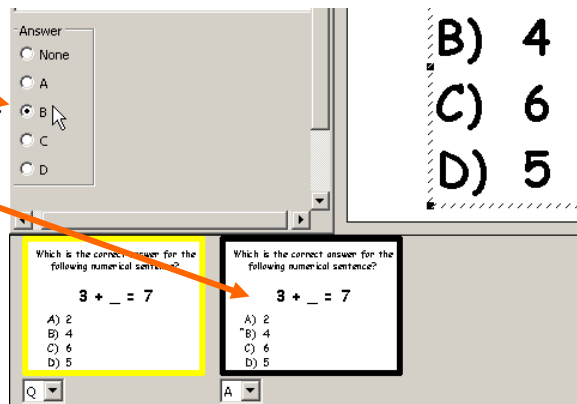 Answer
None
A
B
C
D
B) 4
C) 6
D) 5
Which is the correct answer for the
following numerical sentence?
3 + _ = 7
A) 2
B) 4
C) 6
D) 5
Q
Which is the correct answer for the
following numerical sentence?
3 + _ = 7
A) 2
B) 4
C) 6
D) 5
A